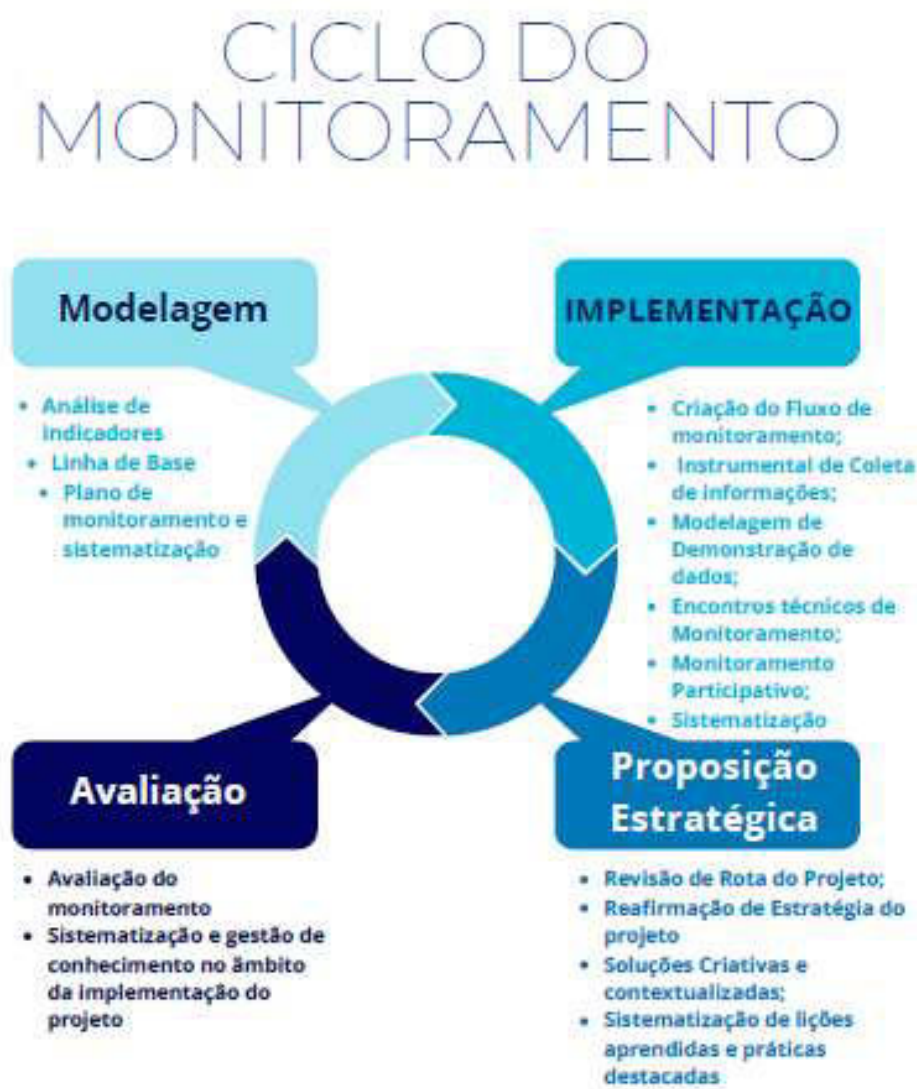 CICLO DO
MONITORAMENTO
Modelagem
• Análise de
indicadores
• Linha de Base
• Plano de
monitoramento e
sistematização
IMPLEMENTAÇÃO
• Criação do Fluxo de
monitoramento;
• Instrumental de Coleta
de informações;
• Modelagem de
Demonstração de
dados;
• Encontros técnicos de
Monitoramento;
• Monitoramento
Participativo;
• Sistematização
Avaliação
• Avaliação do
monitoramento
• Sistematização e gestão de
conhecimento no âmbito
da implementação do
projeto
Proposição
Estratégica
• Revisão de Rota do Projeto;
• Reafirmação de Estratégia do
projeto
• Soluções Criativas e
contextualizadas;
• Sistematização de lições
aprendidas e práticas
destacadas